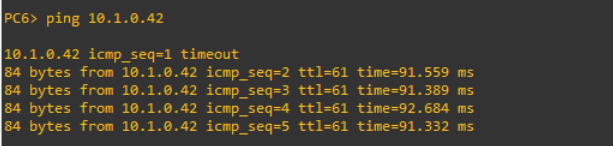 PC6> ping 10.1.0.42
10.1.0.42 icmp_seq=1 timeout
84 bytes from 10.1.0.42 icmp_seq=2 ttl=61 time=91.559 ms
84 bytes from 10.1.0.42 icmp_seq=3 ttl=61 time=91.389 ms
84 bytes from 10.1.0.42 icmp_seq=4 ttl=61 time=92.684 ms
84 bytes from 10.1.0.42 icmp_seq=5 ttl=61 time=91.332 ms